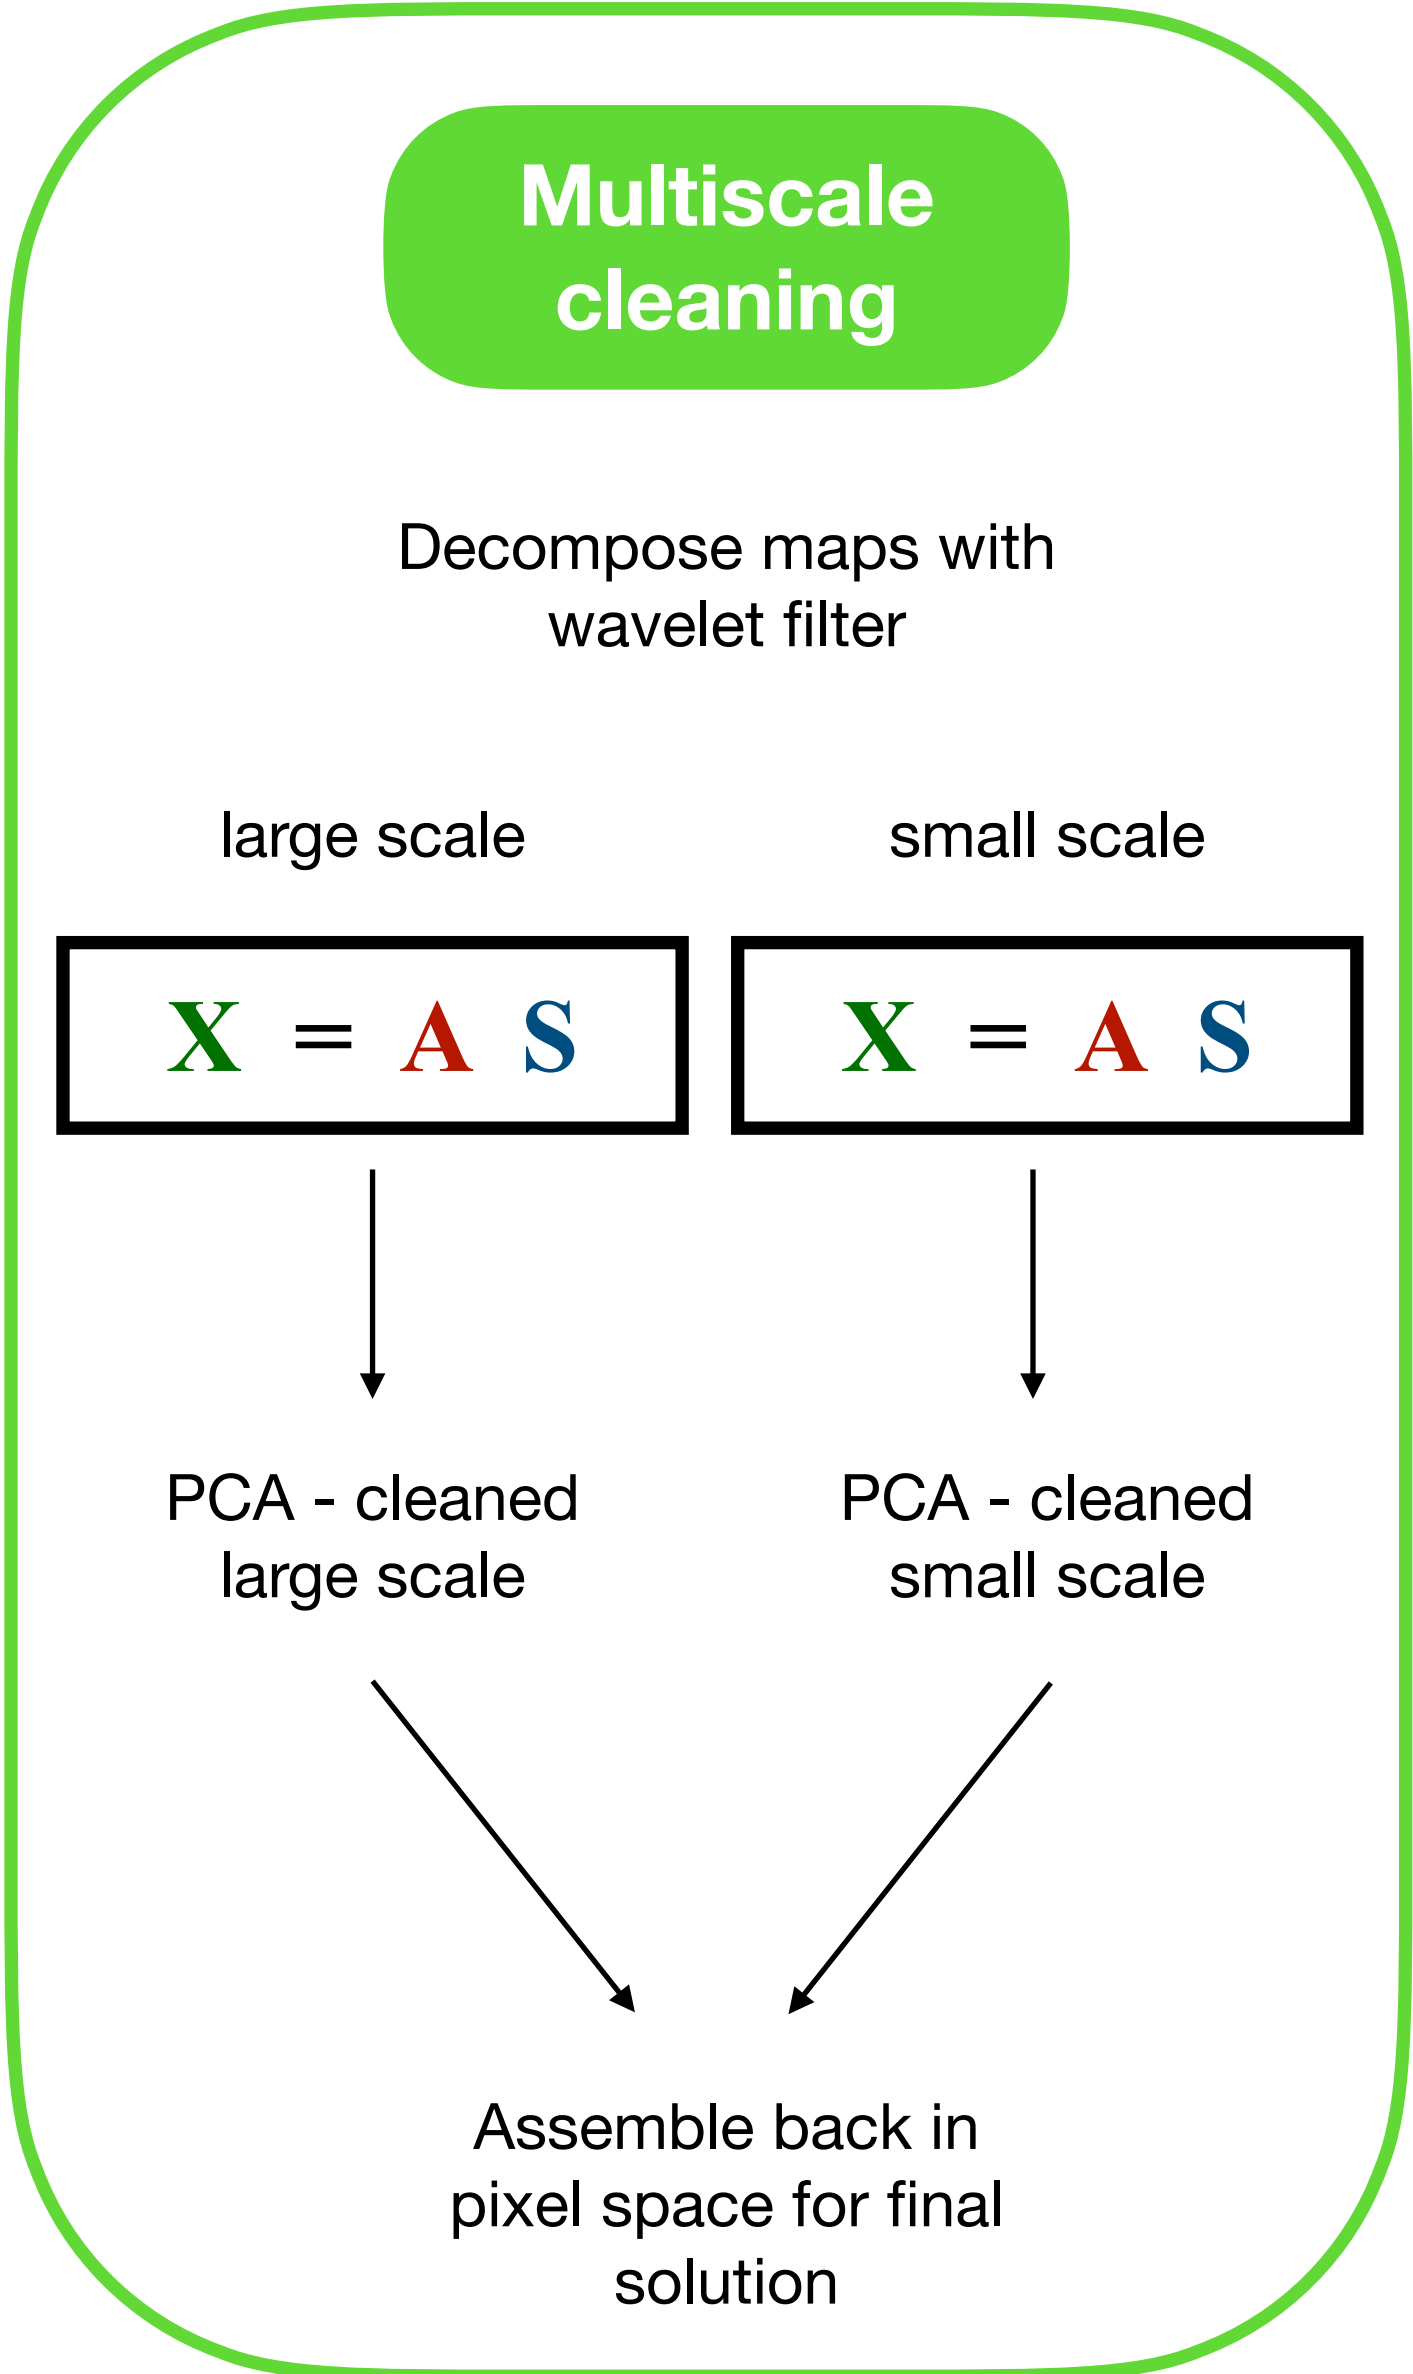 Multiscale
cleaning
Decompose maps with
wavelet filter
large scale
small scale
X = A S
X = A S
PCA - cleaned
large scale
PCA - cleaned
small scale
Assemble back in
pixel space for final
solution